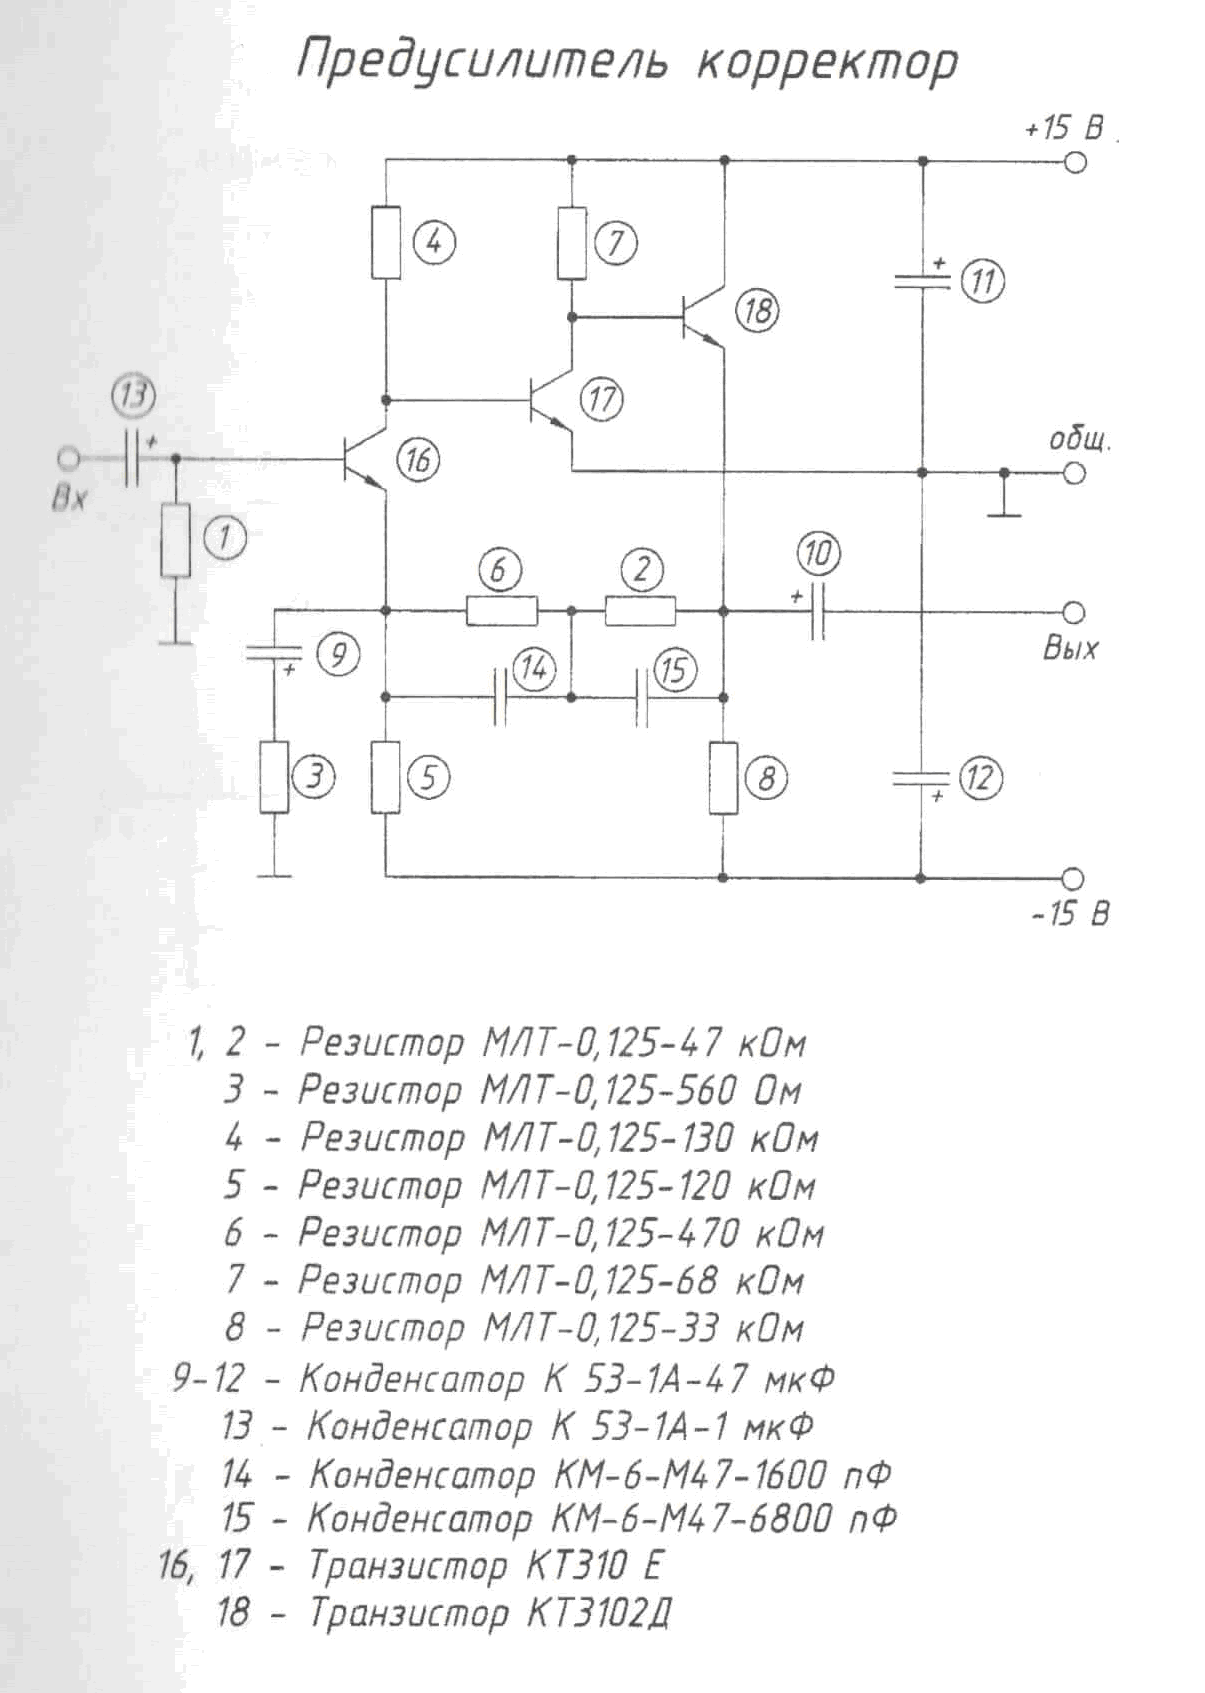 Предусилитель корректор
+15 В
4
7
18
11
13
17
16
общ.
Вх
1
6
2
10
9
14
15
Вых
3
5
8
12
-15 В
1, 2 - Резистор МЛТ-0,125-47 кОм
3 - Резистор МЛТ-0,125-560 Ом
4 - Резистор МЛТ-0,125-130 кОм
5 - Резистор МЛТ-0,125-120 кОм
6 - Резистор МЛТ-0,125-470 кОм
7 - Резистор МЛТ-0,125-68 кОм
8 - Резистор МЛТ-0,125-33 кОм
9-12 - Конденсатор К 53-1А-47 мкФ
13 - Конденсатор К 53-1А-1 мкФ
14 - Конденсатор КМ-6-М47-1600 пФ
15 - Конденсатор КМ-6-М47-6800 пФ
16, 17 - Транзистор КТ310 Е
18 - Транзистор КТ3102Д